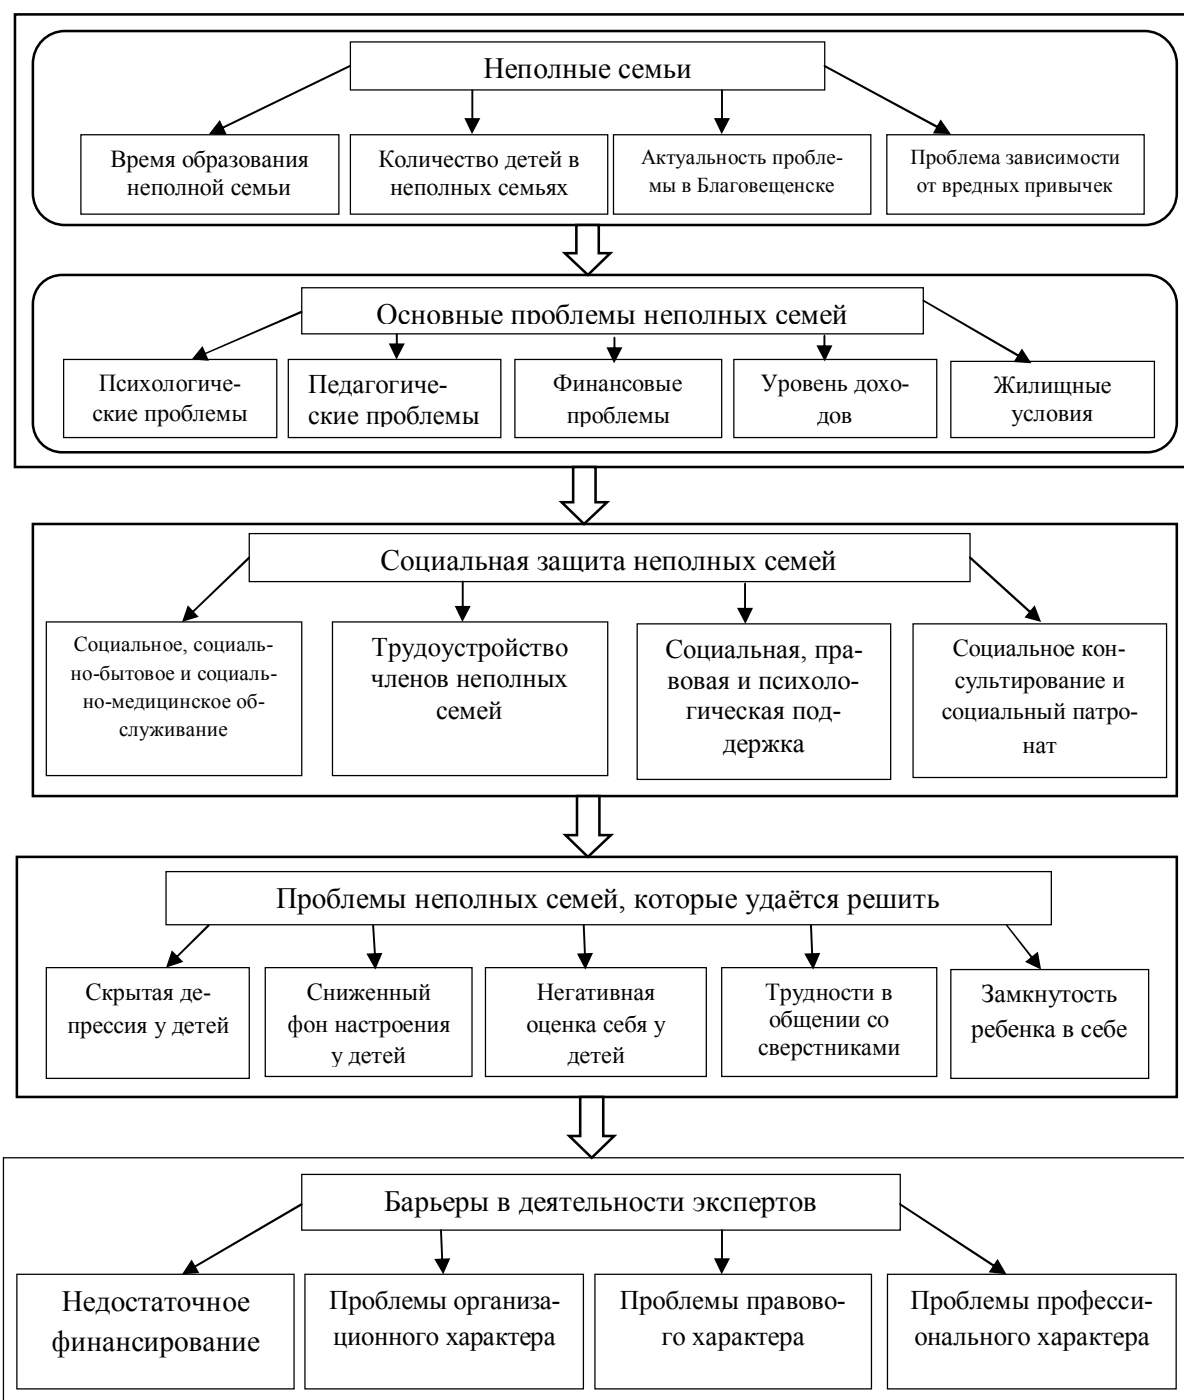 Неполные семьи
Время образования
неполной семьи
Количество детей в
неполных семьях
Актуальность пробле-
мы в Благовещенске
Проблема зависимости
от вредных привычек
Основные проблемы неполных семей
Психологиче-
ские проблемы
Педагогиче-
ские проблемы
Финансовые
проблемы
Уровень дохо-
дов
Жилищные
условия
Социальная защита неполных семей
Социальное, социаль-
но-бытовое и социаль-
но-медицинское об-
служивание
Трудоустройство
членов неполных
семей
Социальная, пра-
вовая и психоло-
гическая под-
держка
Социальное кон-
сультирование и
социальный патро-
нат
Проблемы неполных семей, которые удаётся решить
Скрытая де-
прессия у детей
Сниженный
фон настроения
у детей
Негативная
оценка себя у
детей
Трудности в
общении со
сверстниками
Замкнутость
ребенка в себе
Барьеры в деятельности экспертов
Недостаточное
финансирование
Проблемы организа-
ционного характера
Проблемы правово-
го характера
Проблемы професси-
онального характера